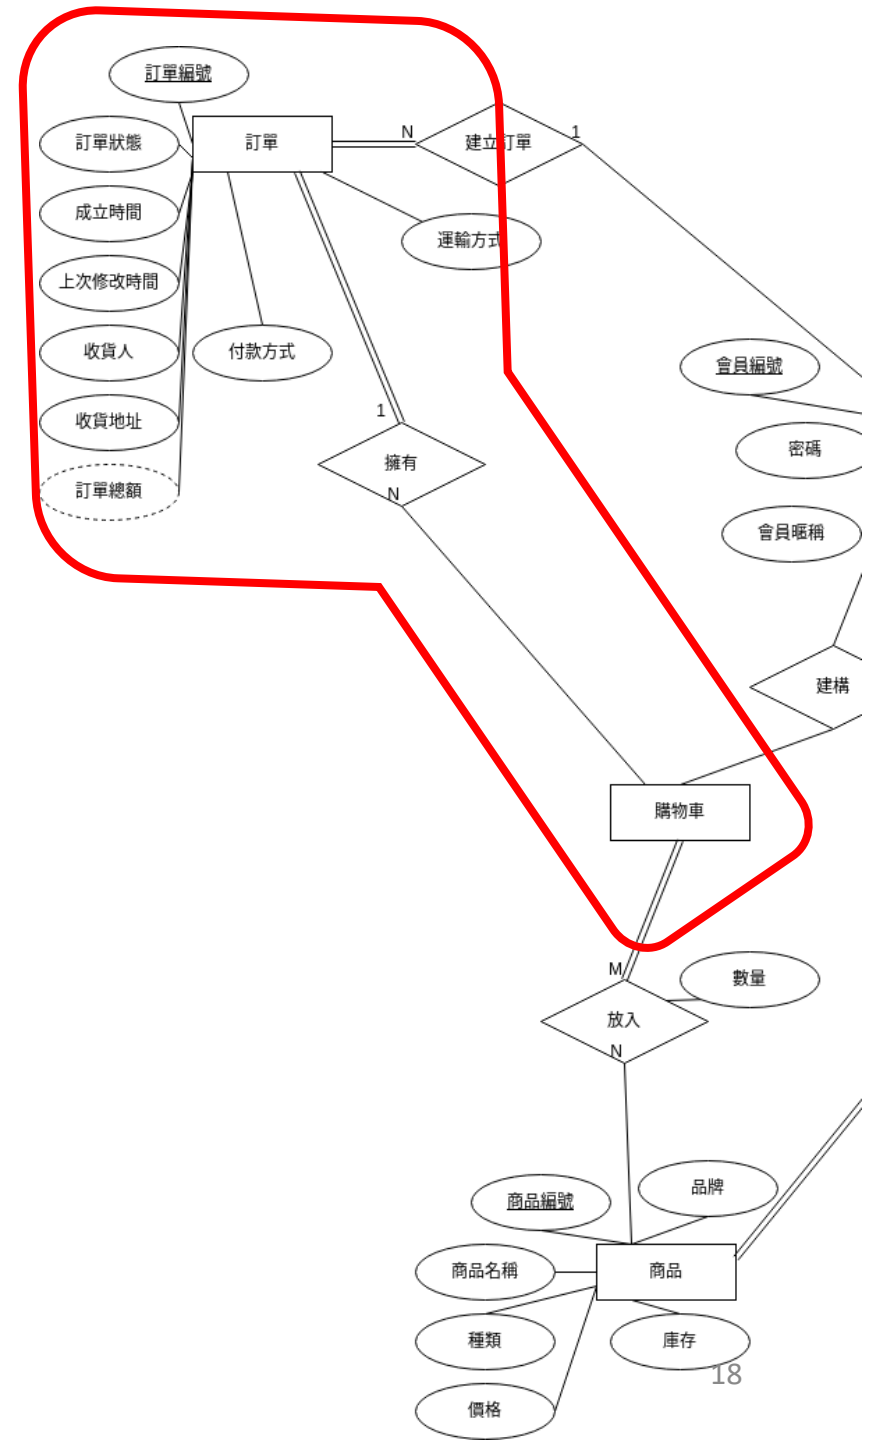 訂單編號
訂單狀態
訂單
N
建立訂單
1
成立時間
運輸方式
上次修改時間
收貨人
付款方式
會員編號
收貨地址
1
密碼
擁有
N
訂單總額
會員暱稱
建構
購物車
M
數量
放入
N
商品編號
品牌
商品名稱
商品
種類
庫存
18
價格